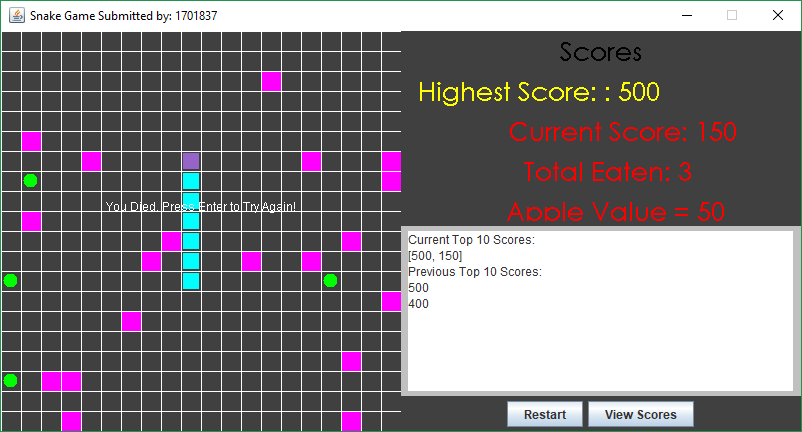 Snake Game Submitted by: 1701837
Scores
Highest Score: : 500
Current Score: 150
Total Eaten: 3
Apple Value = 50
You Died, Press Enter to Try Again!
Current Top 10 Scores:
[500, 150]
Previous Top 10 Scores:
500
400
Restart
View Scores